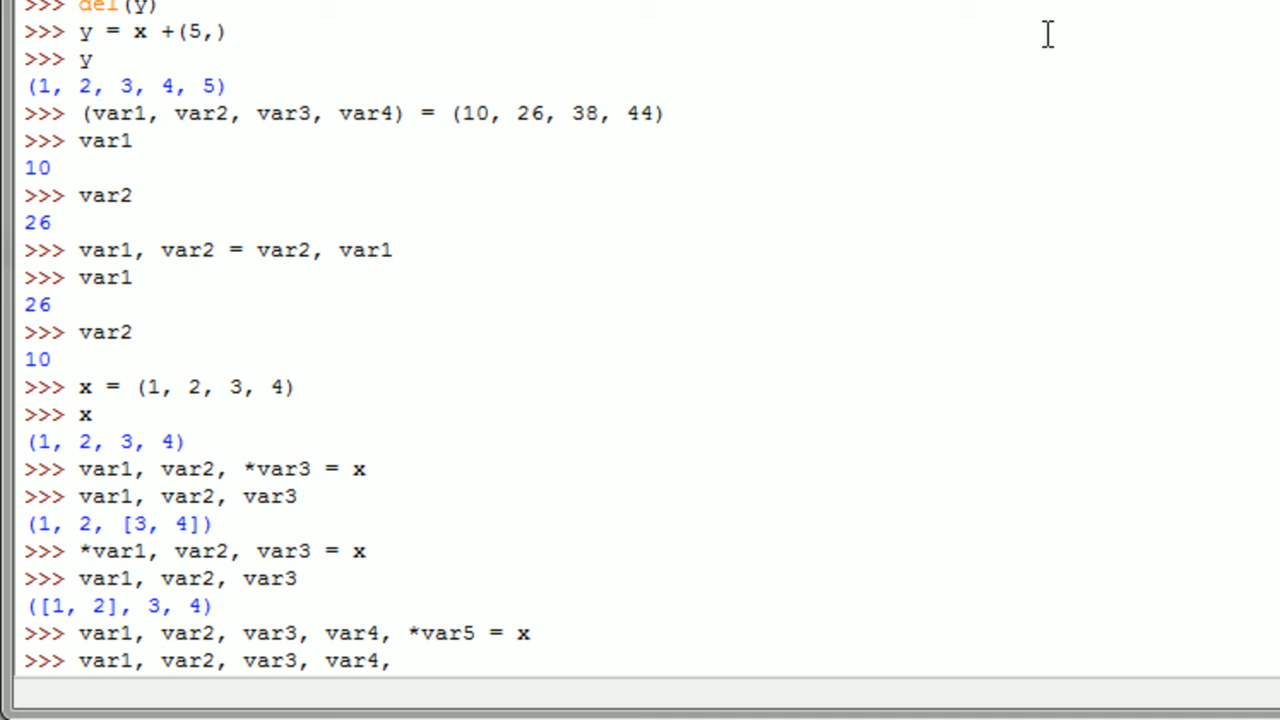 >>> del(y)
>>> y = x +(5,)
>>> y
(1, 2, 3, 4, 5)
>>> (var1, var2, var3, var4) = (10, 26, 38, 44)
>>> var1
10
>>> var2
26
>>> var1, var2 = var2, var1
>>> var1
26
>>> var2
10
>>> x = (1, 2, 3, 4)
>>> x
(1, 2, 3, 4)
>>> var1, var2, *var3 = x
>>> var1, var2, var3
(1, 2, [3, 4])
>>> *var1, var2, var3 = x
>>> var1, var2, var3
([1, 2], 3, 4)
>>> var1, var2, var3, var4, *var5 = x
>>> var1, var2, var3, var4,